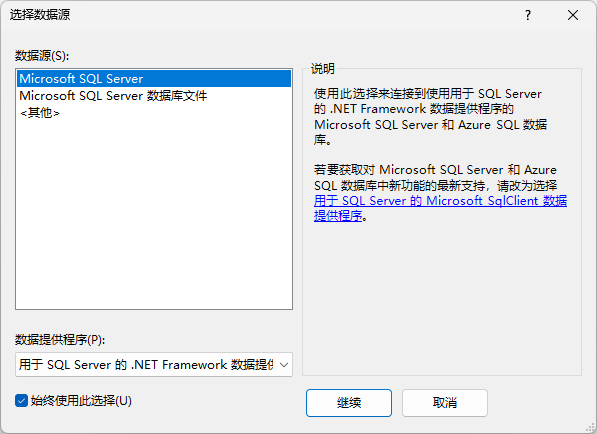 选择数据源
?
数据源(S):
Microsoft SQL Server
Microsoft SQL Server 数据库文件
<其他>
说明
使用此选择来连接到使用用于 SQL Server
的 .NET Framework 数据提供程序的
Microsoft SQL Server 和 Azure SQL 数据
库。
若要获取对 Microsoft SQL Server 和 Azure
SQL 数据库中新功能的最新支持，请改为选择
用于 SQL Server 的 Microsoft SqlClient 数据
提供程序。
数据提供程序(P):
用于 SQL Server 的 .NET Framework 数据提供
始终使用此选择(U)
继续
取消